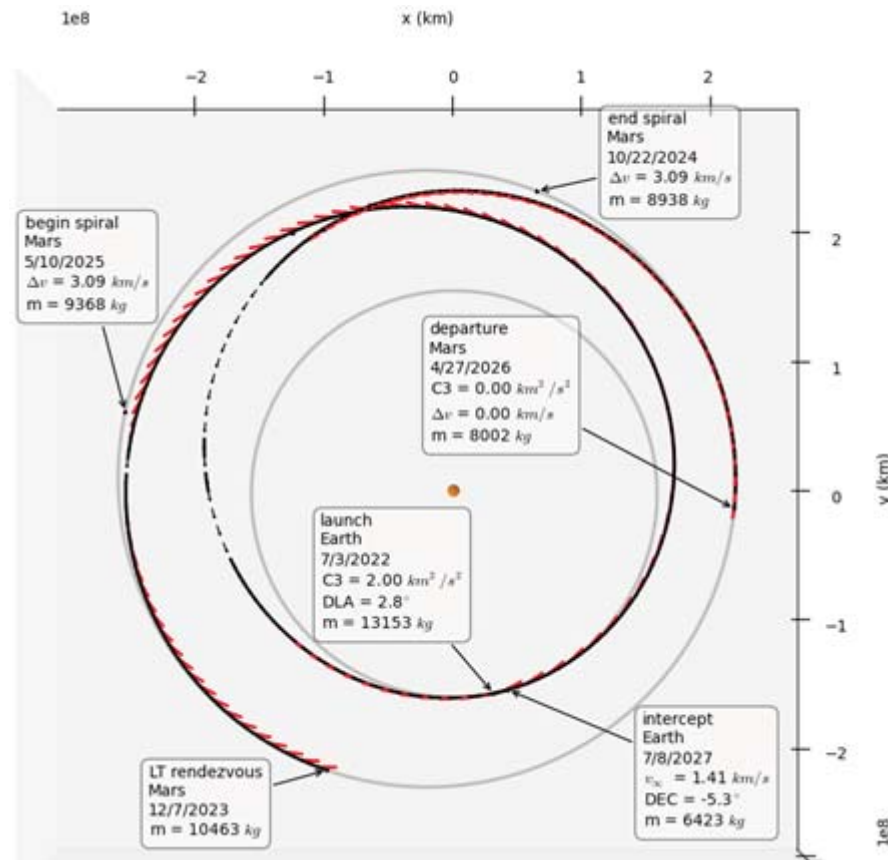 1e8
x (km)
−2
−1
0
1
2
end spiral
Mars
10/22/2024
Δv = 3.09 km/s
m = 8938 kg
begin spiral
Mars
5/10/2025
Δv = 3.09 km/s
m = 9368 kg
2
departure
Mars
4/27/2026
C3 = 0.00 km²/s²
Δv = 0.00 km/s
m = 8002 kg
1
0
y (km)
launch
Earth
7/3/2022
C3 = 2.00 km²/s²
DLA = 2.8°
m = 13153 kg
−1
intercept
Earth
7/8/2027
v∞ = 1.41 km/s
DEC = -5.3°
m = 6423 kg
−2
LT rendezvous
Mars
12/7/2023
m = 10463 kg
1e8